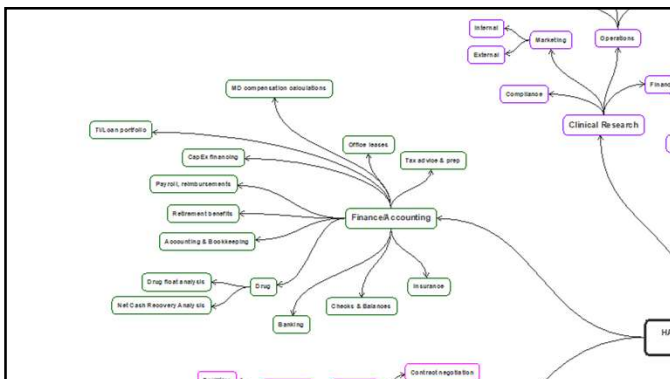 Internal
Marketing
Operations
External
MD compensation calculations
Compliance
Financ
TI/Loan portfolio
Clinical Research
Office leases
CapEx financing
Tax advice & prep
Payroll, reimbursements
Retirement benefits
Finance/Accounting
Accounting & Bookkeeping
Drug float analysis
Drug
Insurance
Net Cash Recovery Analysis
Checks & Balances
Banking
HA
Contract negotiation